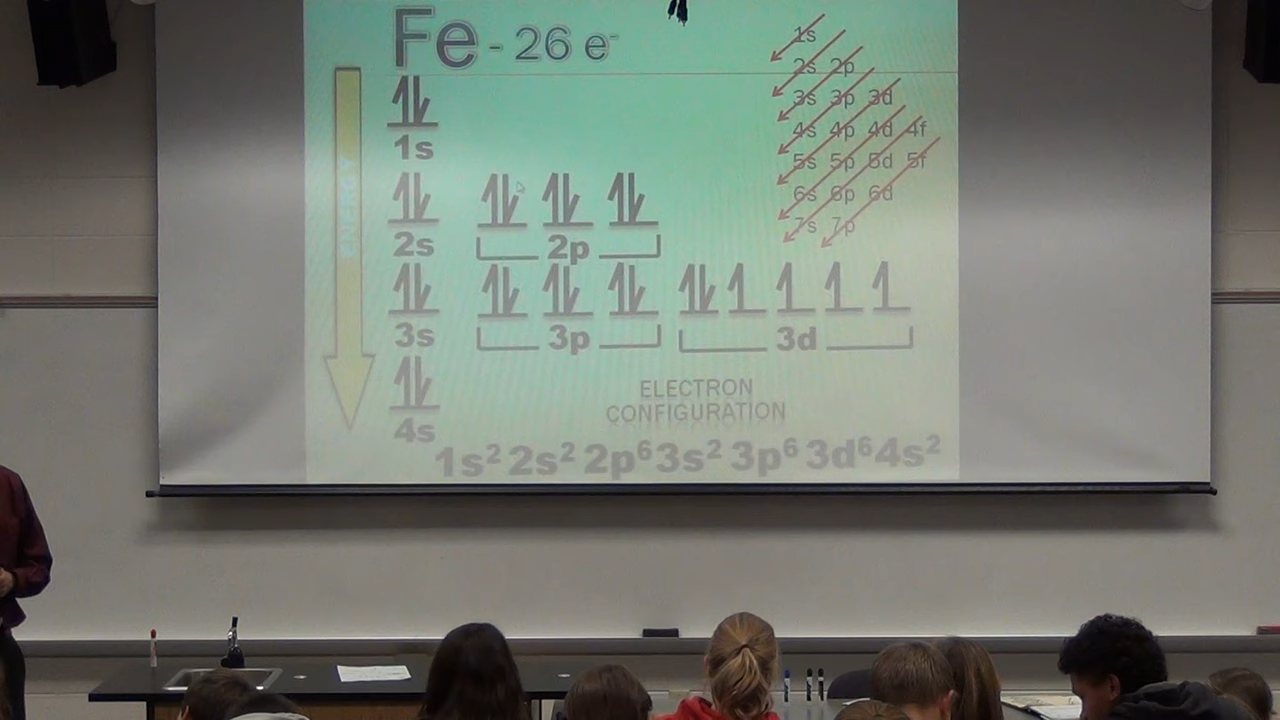 Fe - 26 e⁻
1s
2s 2p
3s 3p 3d
4s 4p 4d 4f
5s 5p 5d 5f
6s 6p 6d
7s 7p
ENERGY
1s
2s 2p
3s 3p 3d
4s
ELECTRON
CONFIGURATION
1s² 2s² 2p⁶ 3s² 3p⁶ 3d⁶ 4s²